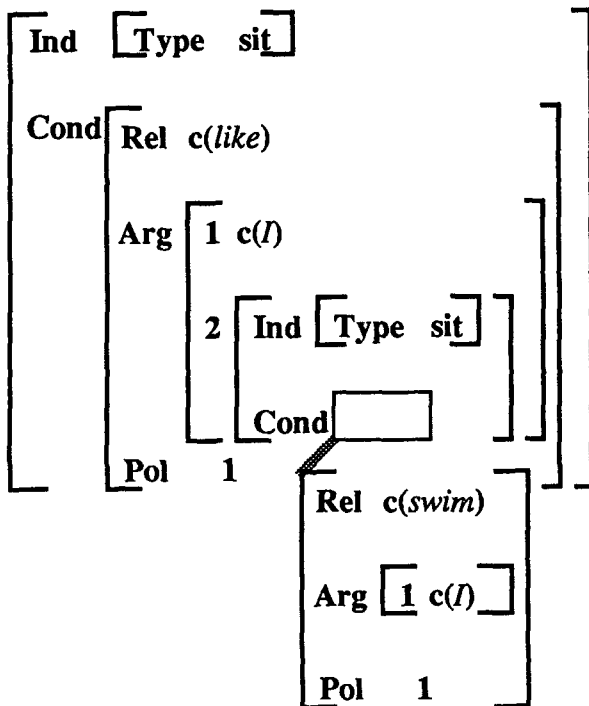 Ind [Type sit]
Cond Rel c(like)
Arg 1 c(I)
2 Ind [Type sit]
Cond
Pol 1
Rel c(swim)
Arg [1 c(I)]
Pol 1